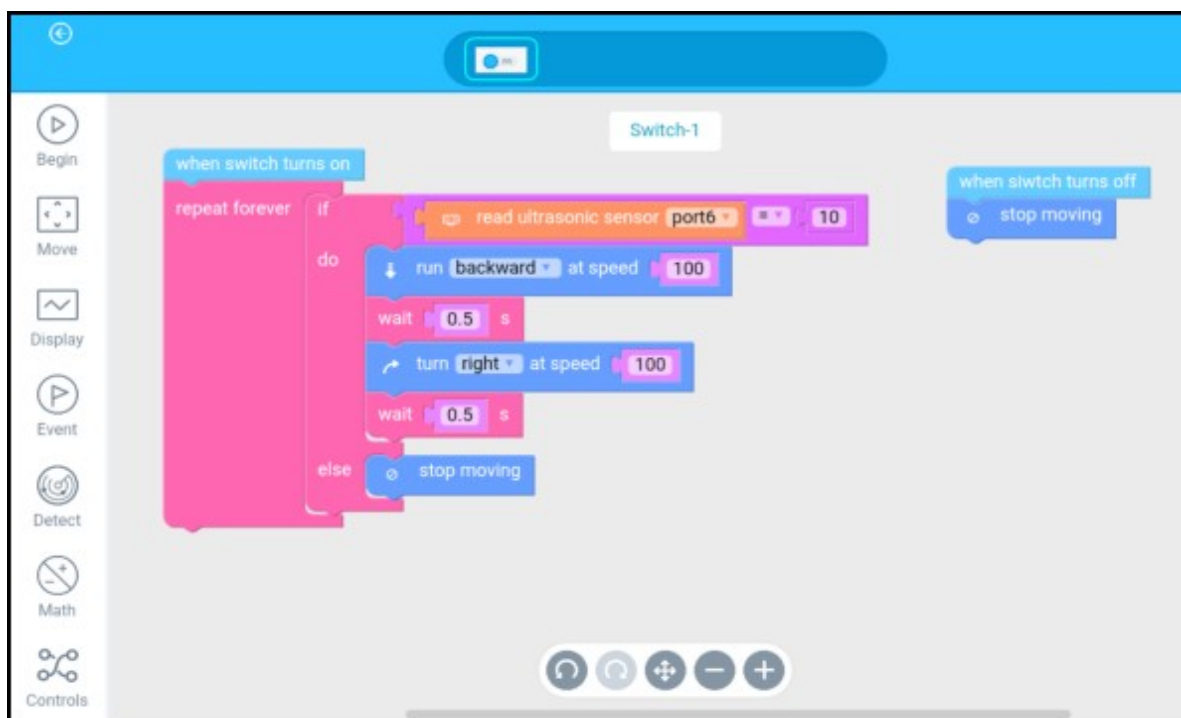 Switch-1
Begin
Move
Display
Event
Detect
Math
Controls
when switch turns on
repeat forever
if
read ultrasonic sensor port6 = 10
do
run backward at speed 100
wait 0.5 s
turn right at speed 100
wait 0.5 s
else
stop moving
when siwtch turns off
stop moving